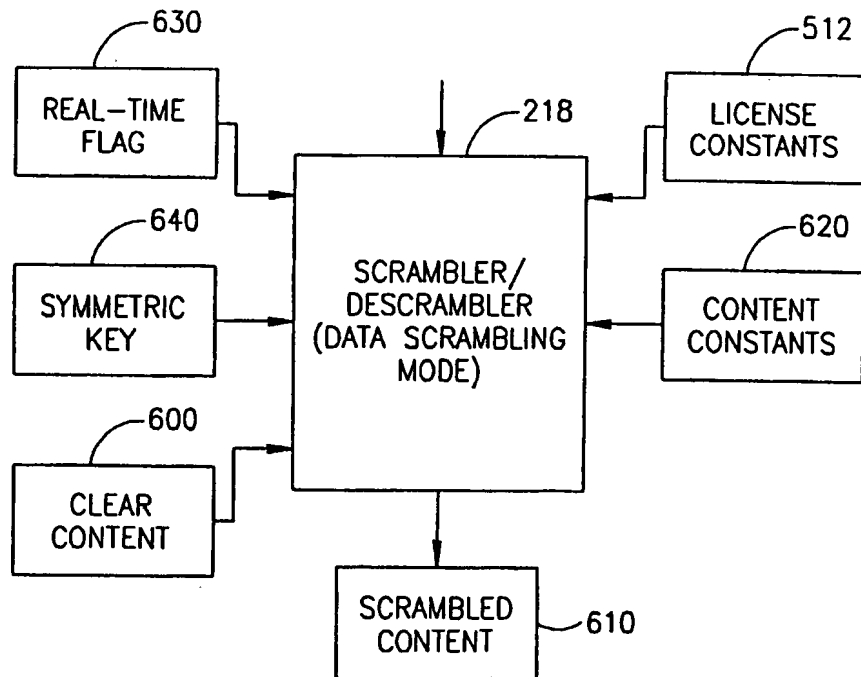 630
REAL-TIME
FLAG
512
LICENSE
CONSTANTS
218
640
SYMMETRIC
KEY
SCRAMBLER/
DESCRAMBLER
(DATA SCRAMBLING
MODE)
620
CONTENT
CONSTANTS
600
CLEAR
CONTENT
SCRAMBLED
CONTENT
610